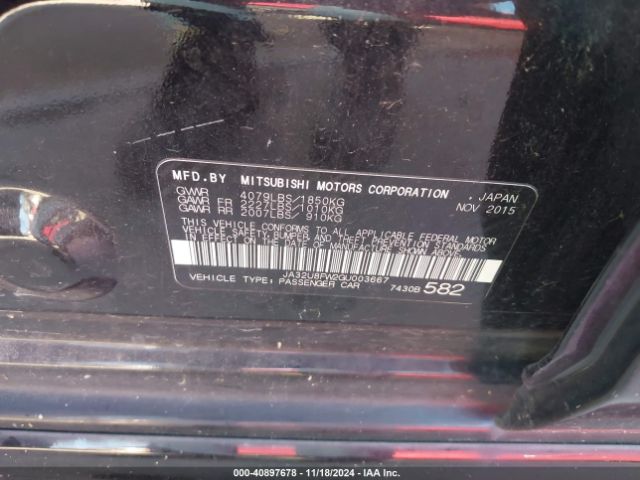 MFD.BY MITSUBISHI MOTORS CORPORATION , JAPAN
GVWR 4079LBS/1850KG NOV 2015
GAWR FR 2227LBS/1010KG
GAWR RR 2007LBS/ 910KG
THIS VEHICLE CONFORMS TO ALL APPLICABLE FEDERAL MOTOR
VEHICLE SAFETY, BUMPER AND THEFT PREVENTION STANDARDS
IN EFFECT ON THE DATE OF MANUFACTURE SHOWN ABOVE.
JA32U8FW2GU003667
VEHICLE TYPE: PASSENGER CAR 7430B 582
000-40897678 - 11/18/2024 - IAA Inc.